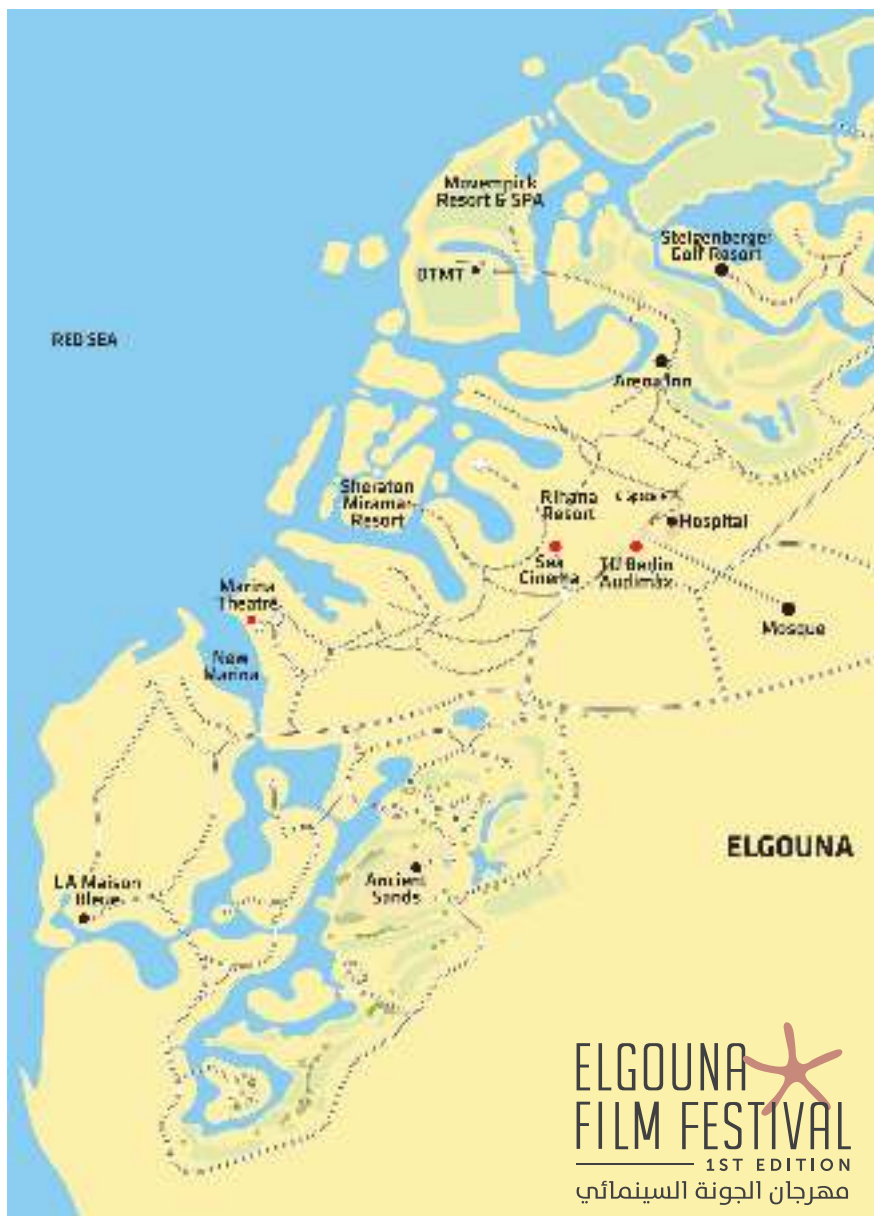 Movempick
Resort & SPA
Steigenberger
Golf Resort
DTMT
RED SEA
Arena Inn
Sheraton
Miramar
Resort
Rihana
Resort
Hospital
Sea
Cinema
TU Berlin
Audimax
Marina
Theatre
Mosque
New
Marina
ELGOUNA
LA Maison
Bleue
Ancient
Sands
ELGOUNA
FILM FESTIVAL
1ST EDITION
مهرجان الجونة السينمائي